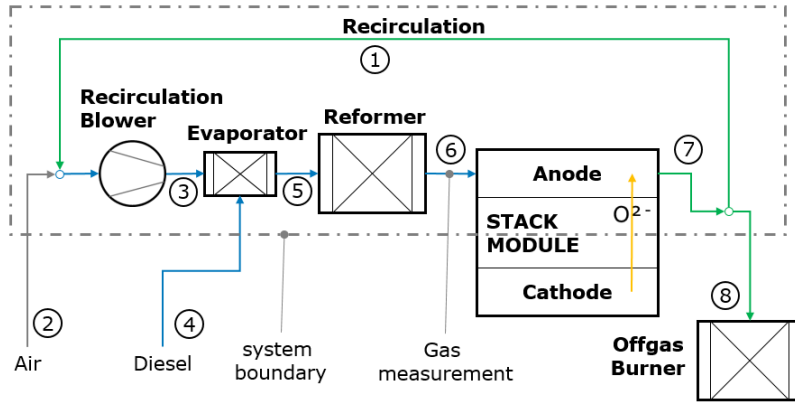 Recirculation
①
Recirculation
Blower
Evaporator
Reformer
③
⑤
⑥
⑦
Anode
O²⁻
STACK
MODULE
Cathode
②
④
⑧
Air
Diesel
system
boundary
Gas
measurement
Offgas
Burner